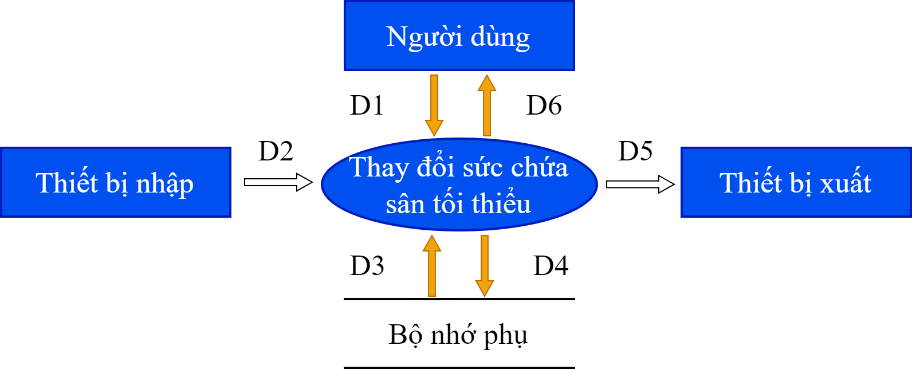 Người dùng
D1
D6
D2
D5
Thiết bị nhập
Thay đổi sức chứa
sân tối thiểu
Thiết bị xuất
D3
D4
Bộ nhớ phụ